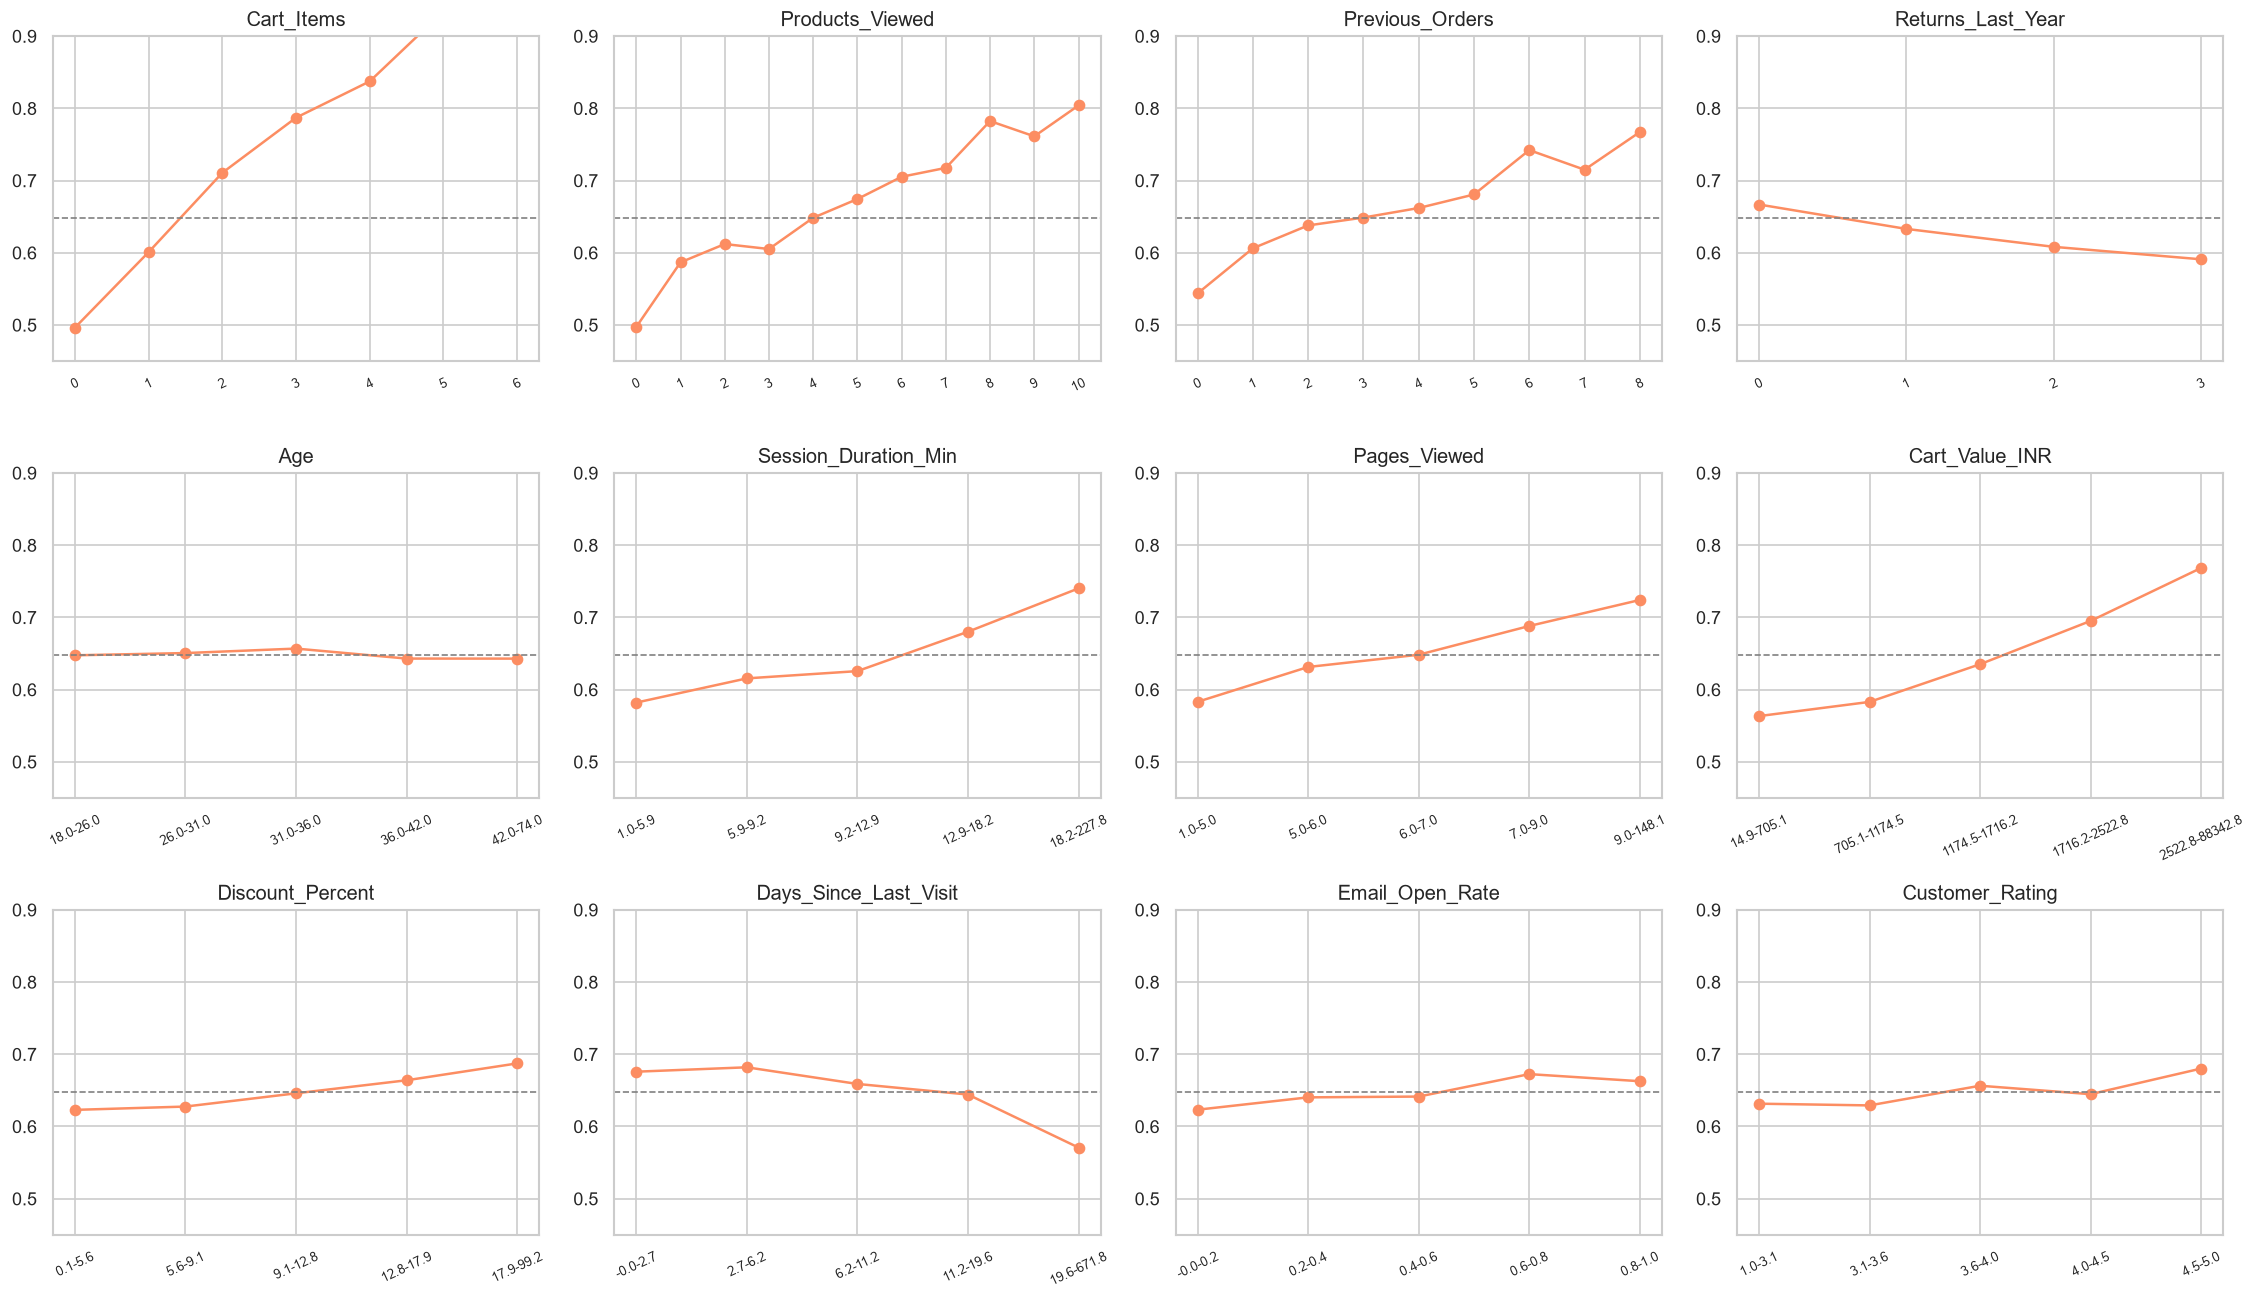 Cart_Items
0.9
0.8
0.7
0.6
0.5
0 1 2 3 4 5 6
Products_Viewed
0.9
0.8
0.7
0.6
0.5
0 1 2 3 4 5 6 7 8 9 10
Previous_Orders
0.9
0.8
0.7
0.6
0.5
0 1 2 3 4 5 6 7 8
Returns_Last_Year
0.9
0.8
0.7
0.6
0.5
0 1 2 3
Age
0.9
0.8
0.7
0.6
0.5
18.0-26.0 26.0-31.0 31.0-36.0 36.0-42.0 42.0-74.0
Session_Duration_Min
0.9
0.8
0.7
0.6
0.5
1.0-5.9 5.9-9.2 9.2-12.9 12.9-18.2 18.2-227.8
Pages_Viewed
0.9
0.8
0.7
0.6
0.5
1.0-5.0 5.0-6.0 6.0-7.0 7.0-9.0 9.0-148.1
Cart_Value_INR
0.9
0.8
0.7
0.6
0.5
14.9-705.1 705.1-1174.5 1174.5-1716.2 1716.2-2522.8 2522.8-88342.8
Discount_Percent
0.9
0.8
0.7
0.6
0.5
0.1-5.6 5.6-9.1 9.1-12.8 12.8-17.9 17.9-99.2
Days_Since_Last_Visit
0.9
0.8
0.7
0.6
0.5
-0.0-2.7 2.7-6.2 6.2-11.2 11.2-19.6 19.6-671.8
Email_Open_Rate
0.9
0.8
0.7
0.6
0.5
-0.0-0.2 0.2-0.4 0.4-0.6 0.6-0.8 0.8-1.0
Customer_Rating
0.9
0.8
0.7
0.6
0.5
1.0-3.1 3.1-3.6 3.6-4.0 4.0-4.5 4.5-5.0